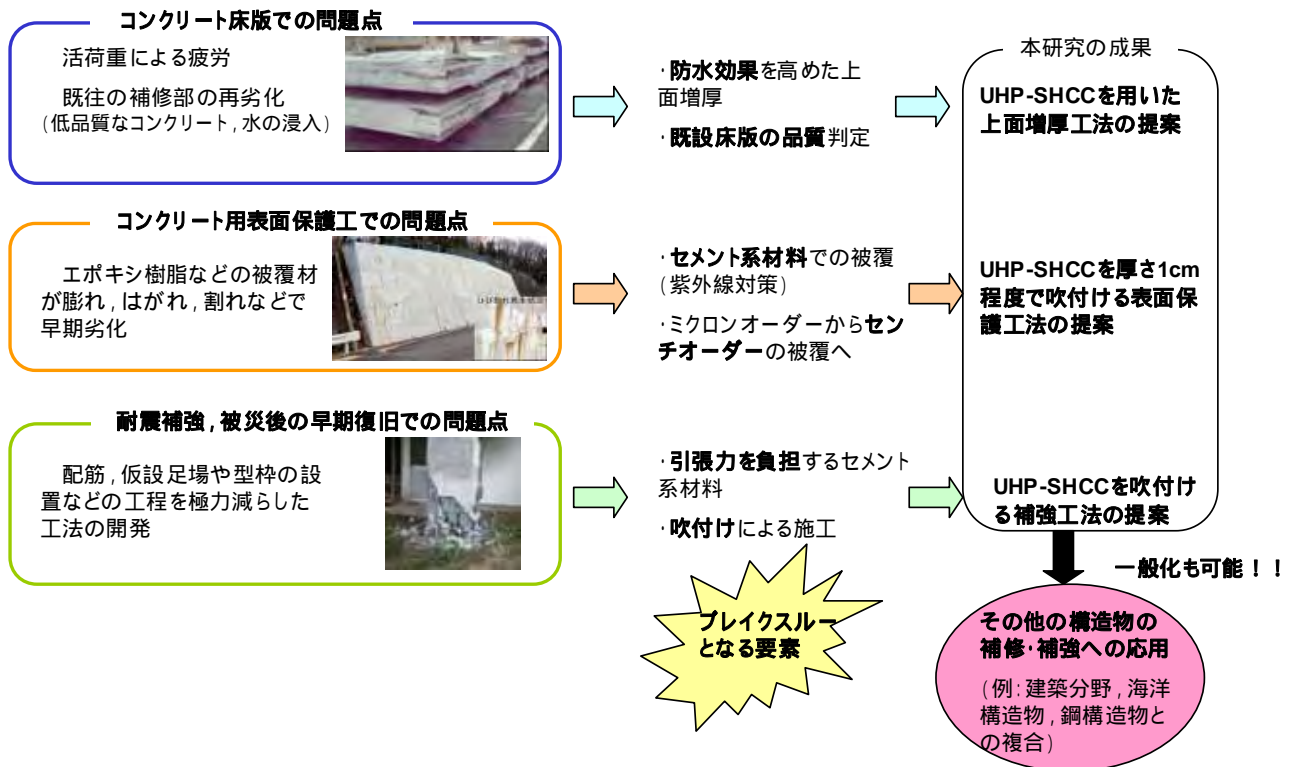 コンクリート床版での問題点
活荷重による疲労
既往の補修部の再劣化
(低品質なコンクリート,水の浸入)
・防水効果を高めた上
面増厚
・既設床版の品質判定
本研究の成果
UHP-SHCCを用いた
上面増厚工法の提案
コンクリート用表面保護工での問題点
エポキシ樹脂などの被覆材
が膨れ,はがれ,割れなどで
早期劣化
・セメント系材料での被覆
(紫外線対策)
・ミクロンオーダーからセン
チオーダーの被覆へ
UHP-SHCCを厚さ1cm
程度で吹付ける表面保
護工法の提案
耐震補強,被災後の早期復旧での問題点
配筋,仮設足場や型枠の設
置などの工程を極力減らした
工法の開発
・引張力を負担するセメント
系材料
・吹付けによる施工
UHP-SHCCを吹付け
る補強工法の提案
一般化も可能!!
ブレイクスルー
となる要素
その他の構造物の
補修・補強への応用
(例:建築分野,海洋
構造物,鋼構造物と
の複合)